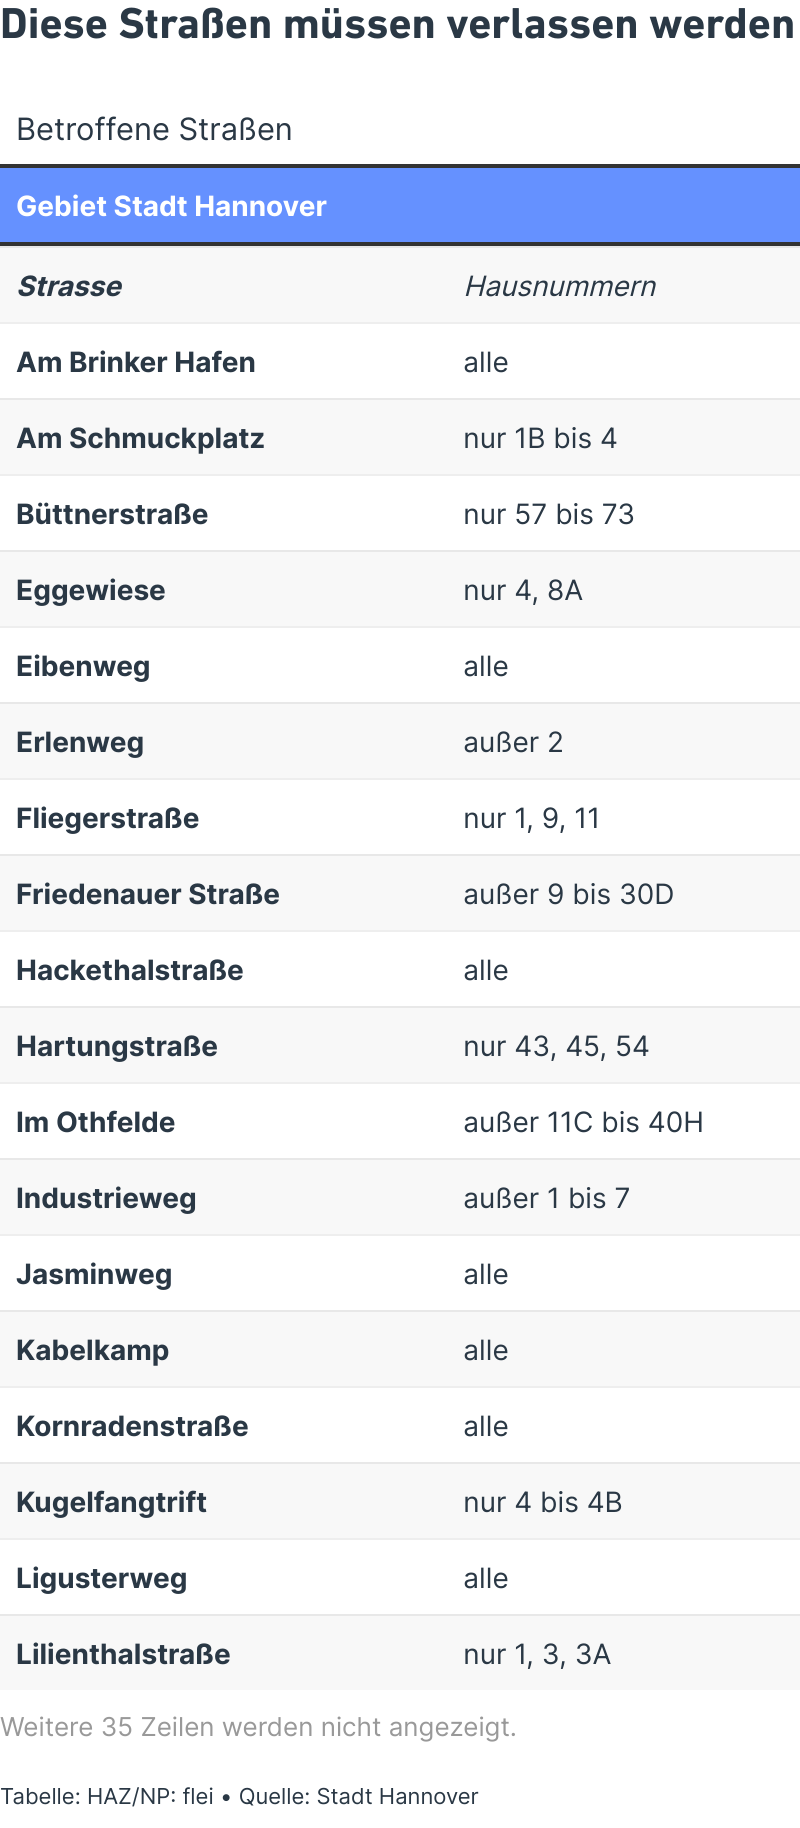 Diese Straßen müssen verlassen werden
Betroffene Straßen
Gebiet Stadt Hannover
Strasse Hausnummern
Am Brinker Hafen alle
Am Schmuckplatz nur 1B bis 4
Büttnerstraße nur 57 bis 73
Eggewiese nur 4, 8A
Eibenweg alle
Erlenweg außer 2
Fliegerstraße nur 1, 9, 11
Friedenauer Straße außer 9 bis 30D
Hackethalstraße alle
Hartungstraße nur 43, 45, 54
Im Othfelde außer 11C bis 40H
Industrieweg außer 1 bis 7
Jasminweg alle
Kabelkamp alle
Kornradenstraße alle
Kugelfangtrift nur 4 bis 4B
Ligusterweg alle
Lilienthalstraße nur 1, 3, 3A
Weitere 35 Zeilen werden nicht angezeigt.
Tabelle: HAZ/NP: flei • Quelle: Stadt Hannover